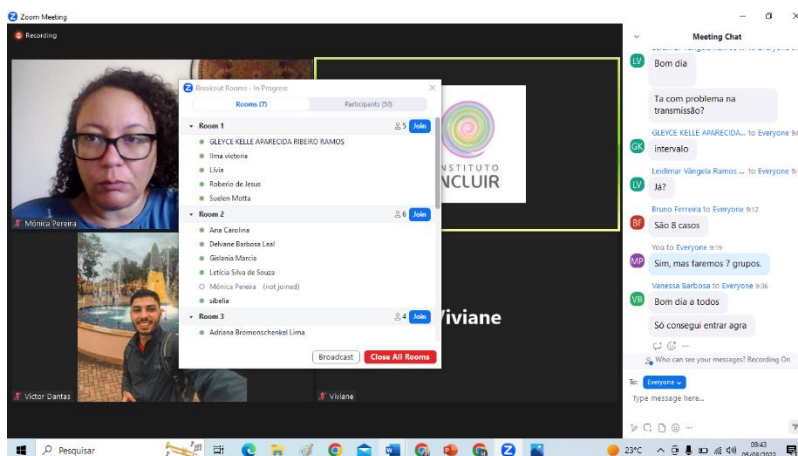 Zoom Meeting
Recording
Mônica Pereira
Victor Dantas
INSTITUTO
INCLUIR
Viviane
Viviane
Breakout Rooms - In Progress
Rooms (7)
Participants (30)
Room 1
5
Join
GLEYCE KELLE APARECIDA RIBEIRO RAMOS
Ilma victoria
Lívia
Roberio de Jesus
Suelen Motta
Room 2
6
Join
Ana Carolina
Delvane Barbosa Leal
Gislania Marcia
Letícia Silva de Souza
Mônica Pereira (not joined)
sibelia
Room 3
4
Join
Adriana Bromonschenkel Lima
Broadcast
Close All Rooms
Meeting Chat
LV
Bom dia
Ta com problema na
transmissão?
GLEYCE KELLE APARECIDA... to Everyone
GK
intervalo
Leidimar Vângela Ramos ... to Everyone
LV
Já?
Bruno Ferreira to Everyone 9:12
BF
São 8 casos
You to Everyone 9:19
MP
Sim, mas faremos 7 grupos.
Vanessa Barbosa to Everyone 9:36
VB
Bom dia a todos
Só consegui entrar agra
Who can see your messages? Recording On
To: Everyone
Type message here...
Pesquisar
23°C
09:43
05/08/2023